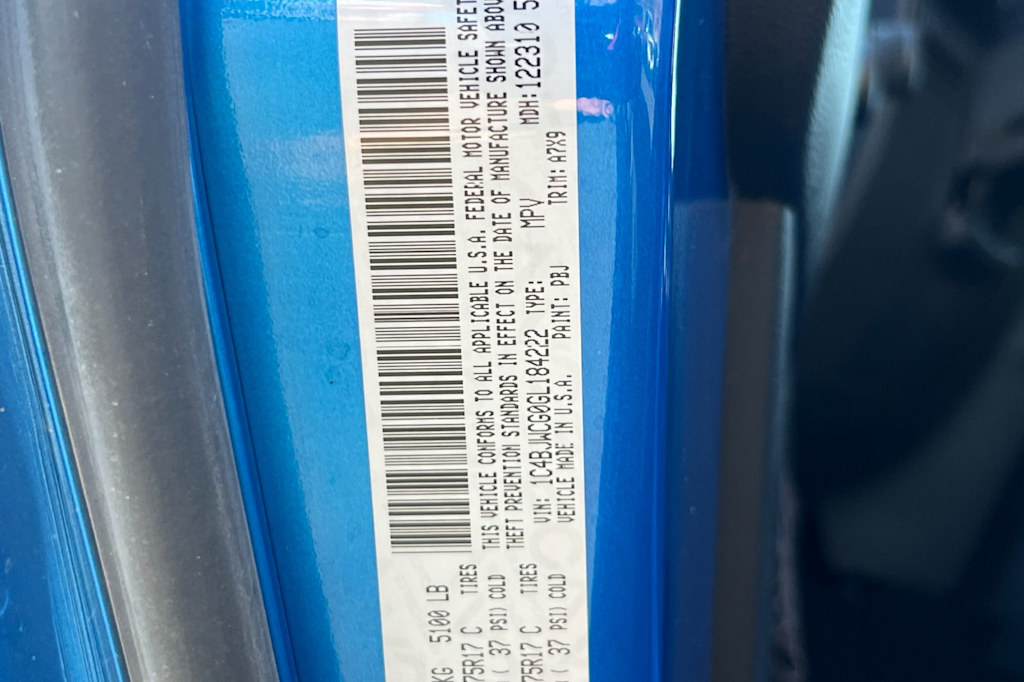 KG 5100 LB
75R17 C TIRES
( 37 PSI) COLD
75R17 C TIRES
( 37 PSI) COLD
THIS VEHICLE CONFORMS TO ALL APPLICABLE U.S.A. FEDERAL MOTOR VEHICLE SAFET
THEFT PREVENTION STANDARDS IN EFFECT ON THE DATE OF MANUFACTURE SHOWN ABOV
VIN: 1C4BJWCG0GL184222 TYPE: MPV MDH:122310 5
VEHICLE MADE IN U.S.A. PAINT: PBJ TRIM: A7X9